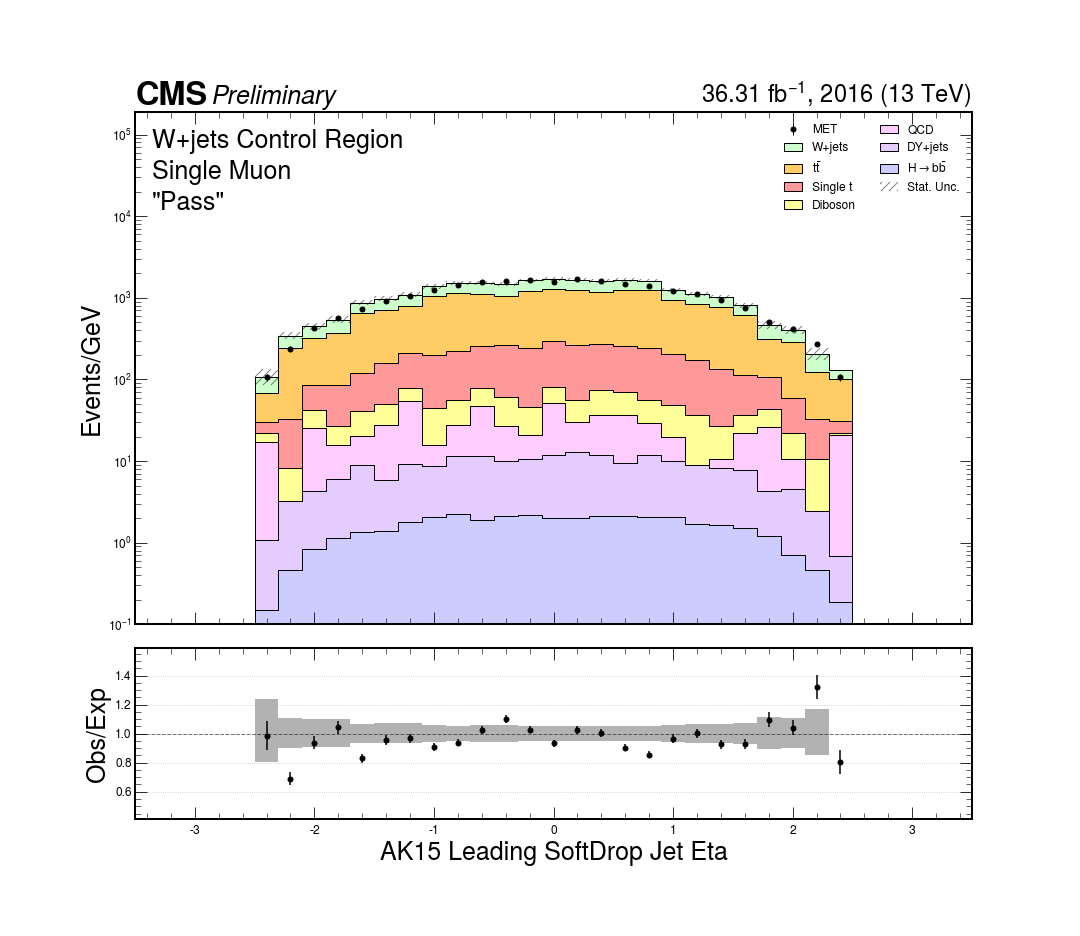 CMS Preliminary
36.31 fb⁻¹, 2016 (13 TeV)
W+jets Control Region
Single Muon
"Pass"
MET
W+jets
tt̄
Single t
Diboson
QCD
DY+jets
H→bb̄
Stat. Unc.
Events/GeV
10⁵
10⁴
10³
10²
10¹
10⁰
10⁻¹
Obs/Exp
1.4
1.2
1.0
0.8
0.6
-3 -2 -1 0 1 2 3
AK15 Leading SoftDrop Jet Eta